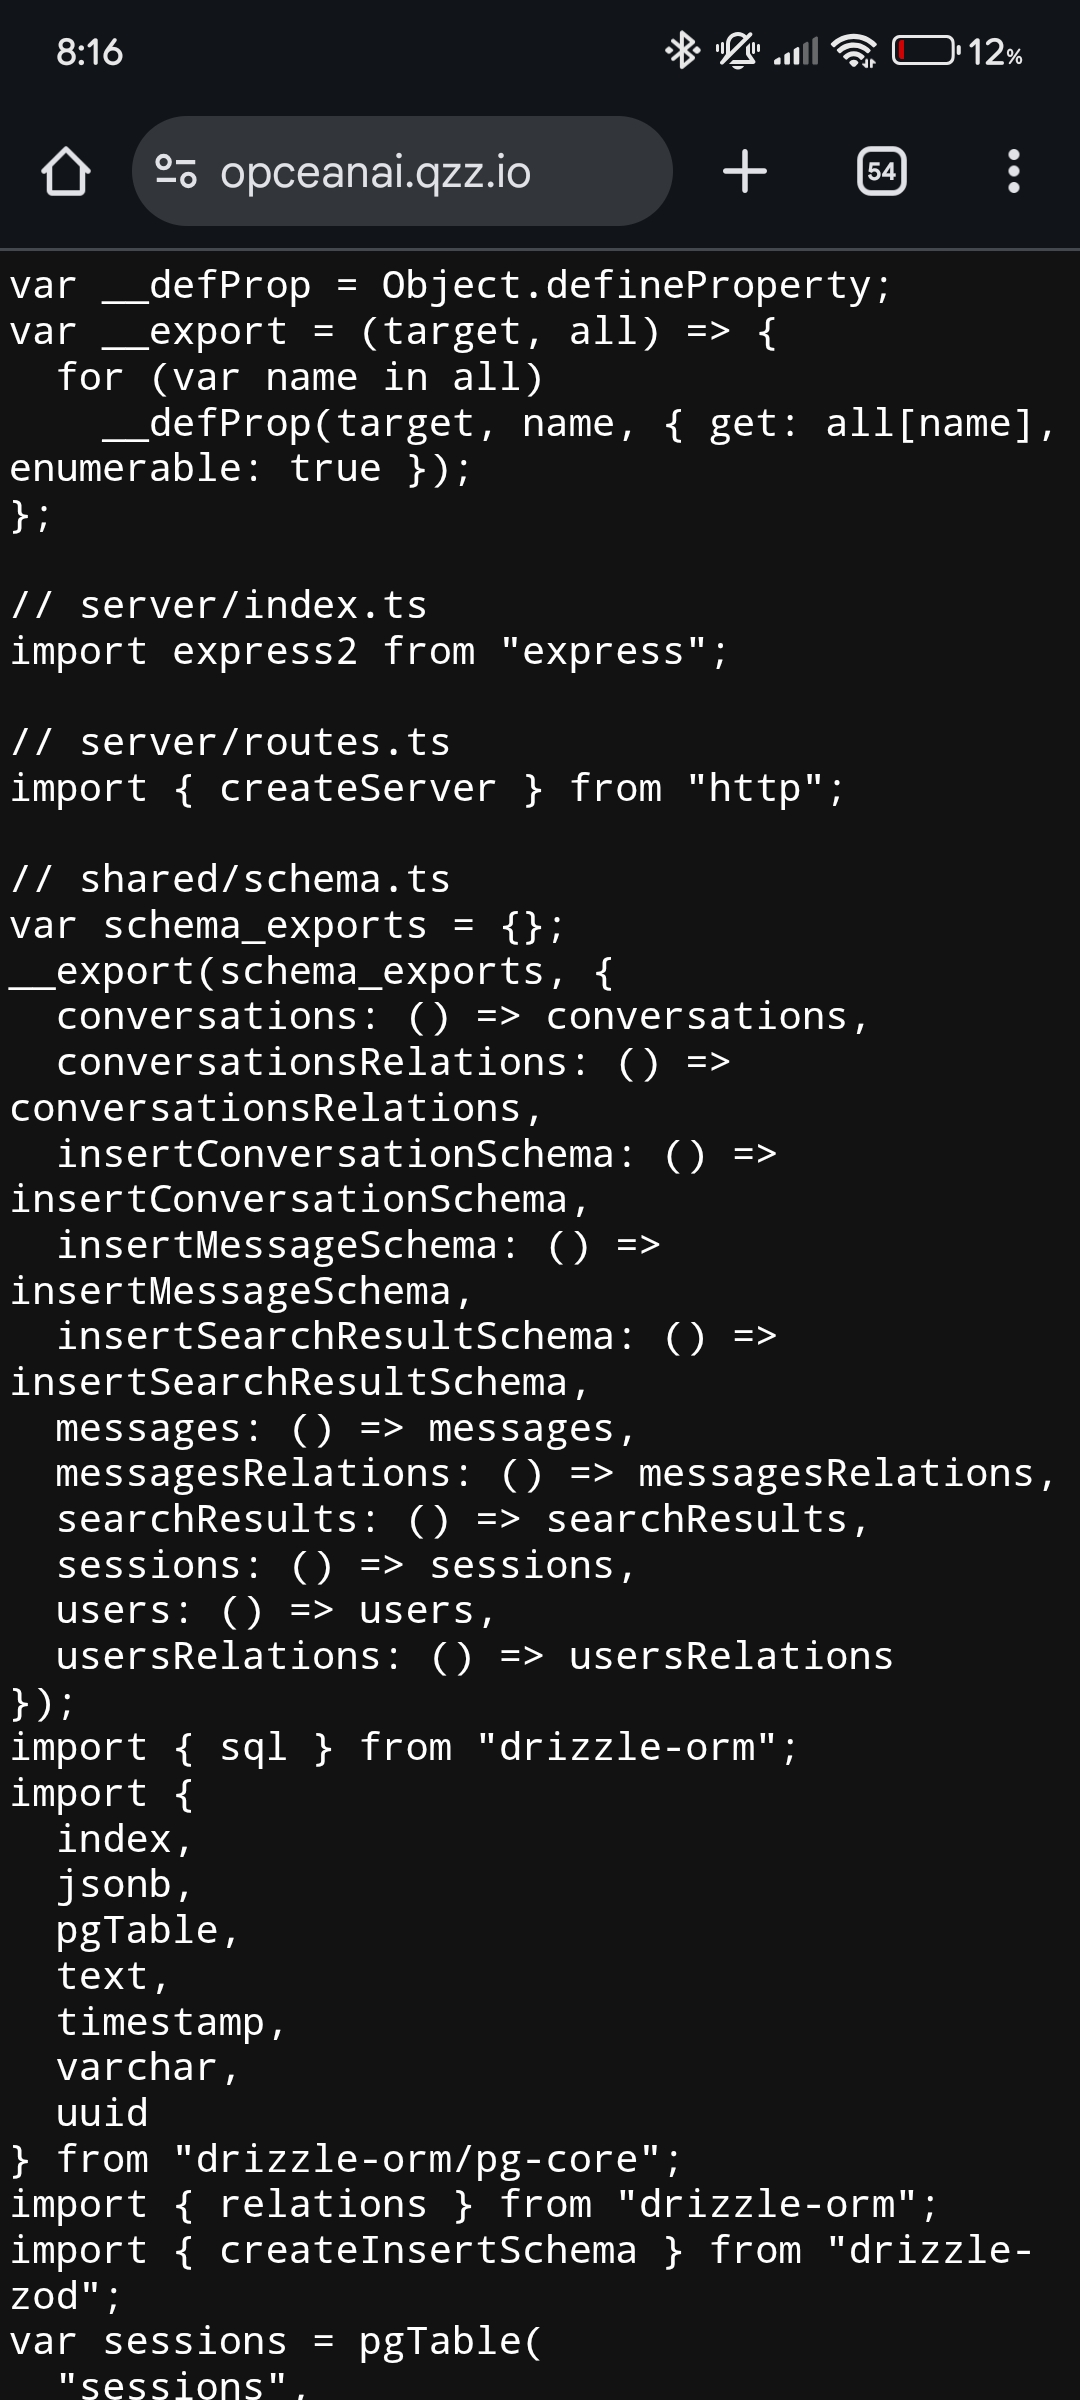 8:16
12%
opceanai.qzz.io
54
var __defProp = Object.defineProperty;
var __export = (target, all) => {
  for (var name in all)
    __defProp(target, name, { get: all[name],
enumerable: true });
};

// server/index.ts
import express2 from "express";

// server/routes.ts
import { createServer } from "http";

// shared/schema.ts
var schema_exports = {};
__export(schema_exports, {
  conversations: () => conversations,
  conversationsRelations: () =>
conversationsRelations,
  insertConversationSchema: () =>
insertConversationSchema,
  insertMessageSchema: () =>
insertMessageSchema,
  insertSearchResultSchema: () =>
insertSearchResultSchema,
  messages: () => messages,
  messagesRelations: () => messagesRelations,
  searchResults: () => searchResults,
  sessions: () => sessions,
  users: () => users,
  usersRelations: () => usersRelations
});
import { sql } from "drizzle-orm";
import {
  index,
  jsonb,
  pgTable,
  text,
  timestamp,
  varchar,
  uuid
} from "drizzle-orm/pg-core";
import { relations } from "drizzle-orm";
import { createInsertSchema } from "drizzle-
zod";
var sessions = pgTable(
  "sessions",